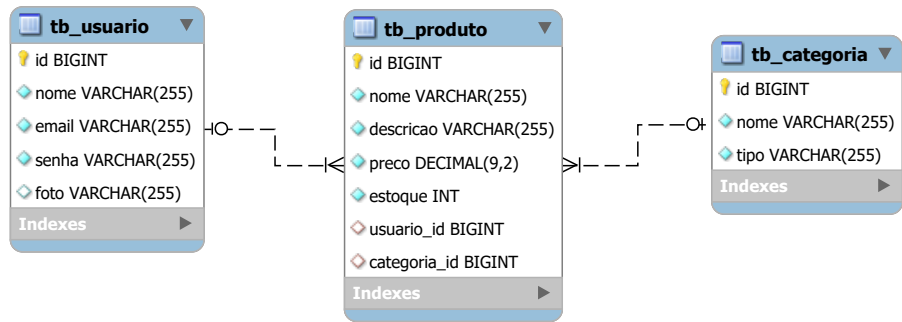 tb_usuario
id BIGINT
nome VARCHAR(255)
email VARCHAR(255)
senha VARCHAR(255)
foto VARCHAR(255)
Indexes
tb_produto
id BIGINT
nome VARCHAR(255)
descricao VARCHAR(255)
preco DECIMAL(9,2)
estoque INT
usuario_id BIGINT
categoria_id BIGINT
Indexes
tb_categoria
id BIGINT
nome VARCHAR(255)
tipo VARCHAR(255)
Indexes